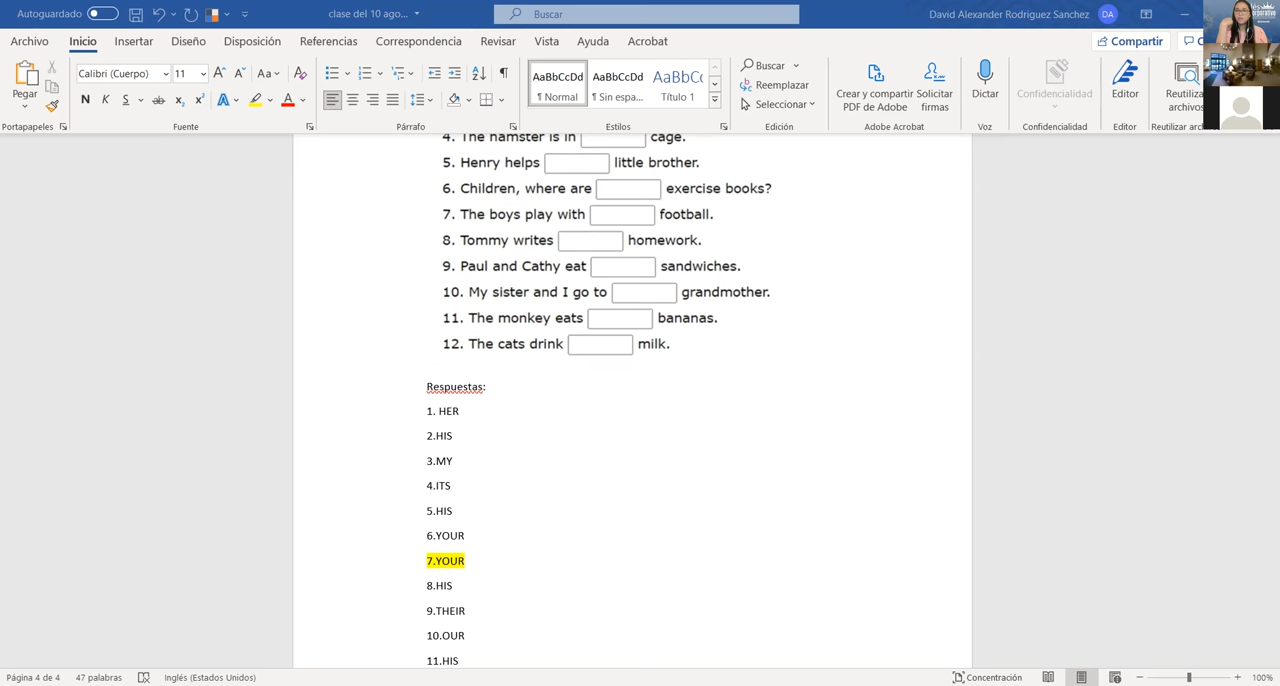 Autoguardado
clase del 10 ago...
Buscar
David Alexander Rodriguez Sanchez
DA
Archivo Inicio Insertar Diseño Disposición Referencias Correspondencia Revisar Vista Ayuda Acrobat
Compartir
Pegar
Calibri (Cuerpo) 11
N K S
AaBbCcDd AaBbCcDd AaBbC
¶ Normal ¶ Sin espa... Título 1
Buscar
Reemplazar
Seleccionar
Crear y compartir PDF de Adobe
Solicitar firmas
Dictar
Confidencialidad
Editor
Portapapeles Fuente Párrafo Estilos Edición Adobe Acrobat Voz Confidencialidad Editor
4. The hamster is in cage.
5. Henry helps little brother.
6. Children, where are exercise books?
7. The boys play with football.
8. Tommy writes homework.
9. Paul and Cathy eat sandwiches.
10. My sister and I go to grandmother.
11. The monkey eats bananas.
12. The cats drink milk.
Respuestas:
1. HER
2.HIS
3.MY
4.ITS
5.HIS
6.YOUR
7.YOUR
8.HIS
9.THEIR
10.OUR
11.HIS
Página 4 de 4 47 palabras Inglés (Estados Unidos) Concentración 100%